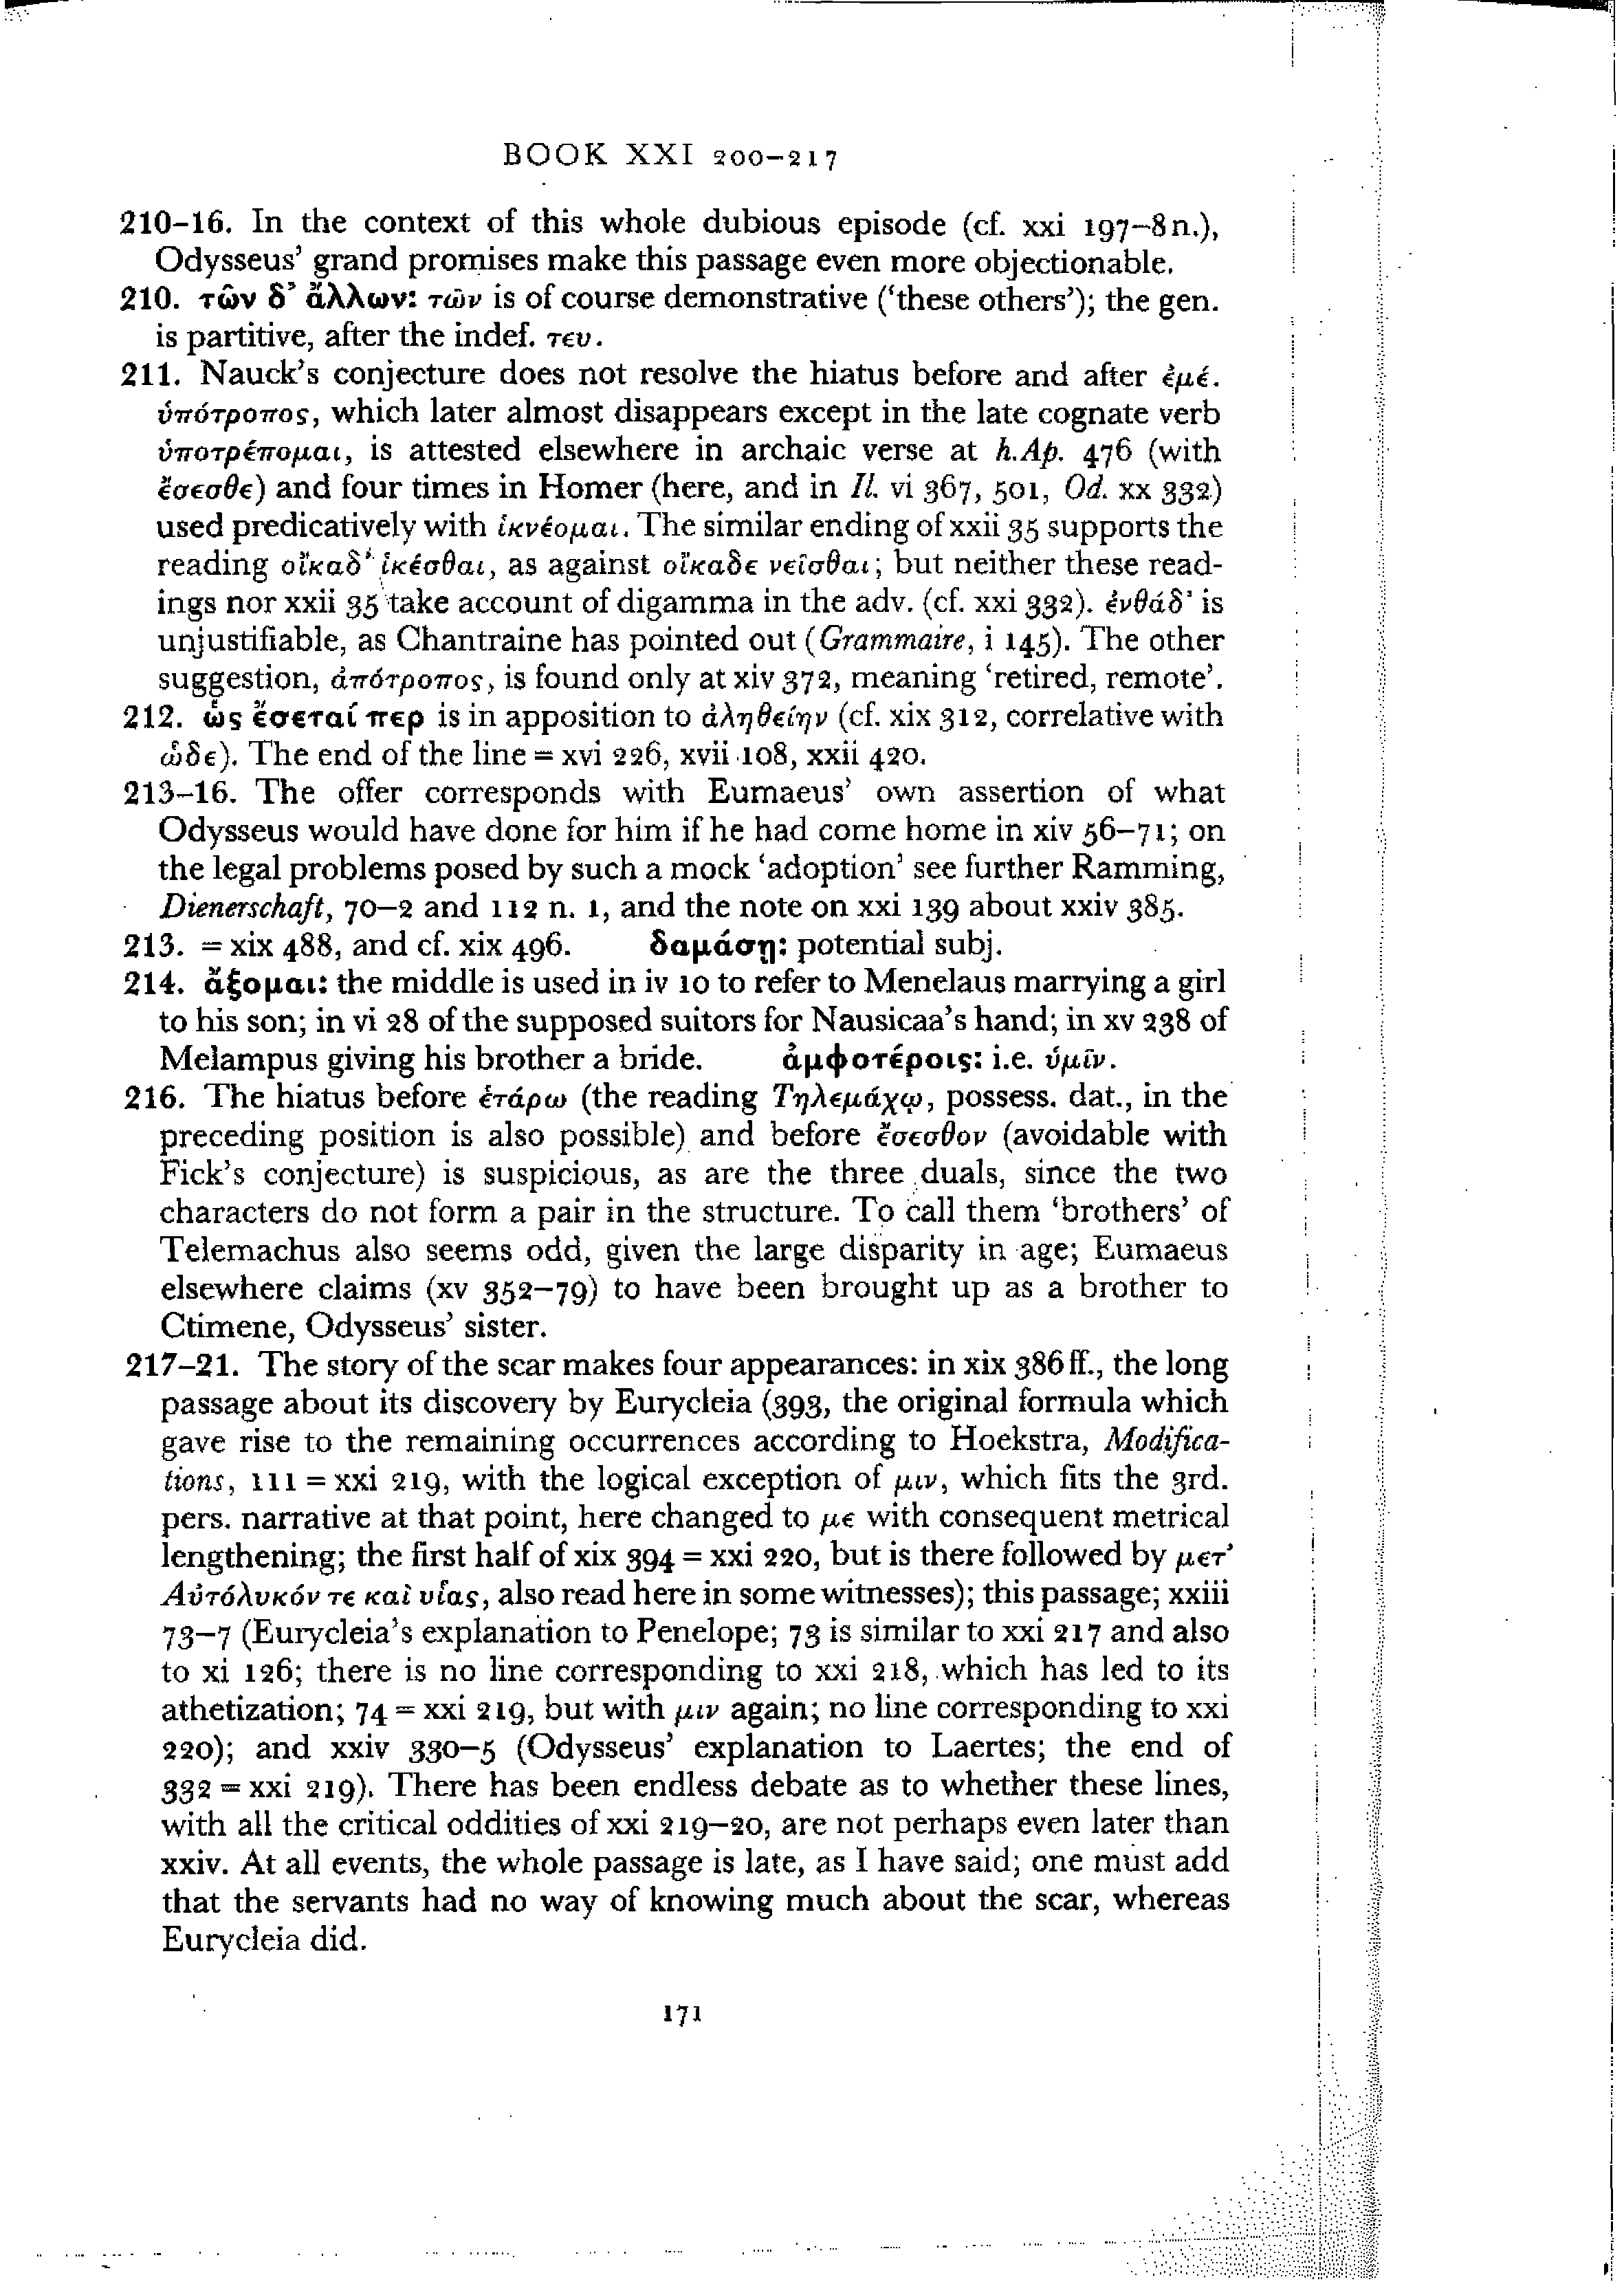 BOOK XXI 200–217
210–16. In the context of this whole dubious episode (cf. xxi 197–8 n.),
Odysseus’ grand promises make this passage even more objectionable.
210. τῶν δ’ ἄλλων: τῶν is of course demonstrative (‘these others’); the gen.
is partitive, after the indef. τευ.
211. Nauck’s conjecture does not resolve the hiatus before and after ἐμέ.
ὑπότροπος, which later almost disappears except in the late cognate verb
ὑποτρέπομαι, is attested elsewhere in archaic verse at h.Ap. 476 (with
ἔσεσθε) and four times in Homer (here, and in Il. vi 367, 501, Od. xx 332)
used predicatively with ἱκνέομαι. The similar ending of xxii 35 supports the
reading οἴκαδ’ ἱκέσθαι, as against οἴκαδε νεῖσθαι; but neither these read-
ings nor xxii 35 take account of digamma in the adv. (cf. xxi 332). ἐνθάδ’ is
unjustifiable, as Chantraine has pointed out (Grammaire, i 145). The other
suggestion, ἀπότροπος, is found only at xiv 372, meaning ‘retired, remote’.
212. ὡς ἔσεταί περ is in apposition to ἀληθείην (cf. xix 312, correlative with
ὧδε). The end of the line = xvi 226, xvii 108, xxii 420.
213–16. The offer corresponds with Eumaeus’ own assertion of what
Odysseus would have done for him if he had come home in xiv 56–71; on
the legal problems posed by such a mock ‘adoption’ see further Ramming,
Dienerschaft, 70–2 and 112 n. 1, and the note on xxi 139 about xxiv 385.
213. = xix 488, and cf. xix 496. δαμάσῃ: potential subj.
214. ἄξομαι: the middle is used in iv 10 to refer to Menelaus marrying a girl
to his son; in vi 28 of the supposed suitors for Nausicaa’s hand; in xv 238 of
Melampus giving his brother a bride. ἀμφοτέροις: i.e. ὑμῖν.
216. The hiatus before ἑτάρω (the reading Τηλεμάχῳ, possess. dat., in the
preceding position is also possible) and before ἔσεσθον (avoidable with
Fick’s conjecture) is suspicious, as are the three duals, since the two
characters do not form a pair in the structure. To call them ‘brothers’ of
Telemachus also seems odd, given the large disparity in age; Eumaeus
elsewhere claims (xv 352–79) to have been brought up as a brother to
Ctimene, Odysseus’ sister.
217–21. The story of the scar makes four appearances: in xix 386 ff., the long
passage about its discovery by Eurycleia (393, the original formula which
gave rise to the remaining occurrences according to Hoekstra, Modifica-
tions, 111 = xxi 219, with the logical exception of μιν, which fits the 3rd.
pers. narrative at that point, here changed to με with consequent metrical
lengthening; the first half of xix 394 = xxi 220, but is there followed by μετ’
Αὐτόλυκόν τε καὶ υἷας, also read here in some witnesses); this passage; xxiii
73–7 (Eurycleia’s explanation to Penelope; 73 is similar to xxi 217 and also
to xi 126; there is no line corresponding to xxi 218, which has led to its
athetization; 74 = xxi 219, but with μιν again; no line corresponding to xxi
220); and xxiv 330–5 (Odysseus’ explanation to Laertes; the end of
332 = xxi 219). There has been endless debate as to whether these lines,
with all the critical oddities of xxi 219–20, are not perhaps even later than
xxiv. At all events, the whole passage is late, as I have said; one must add
that the servants had no way of knowing much about the scar, whereas
Eurycleia did.
171